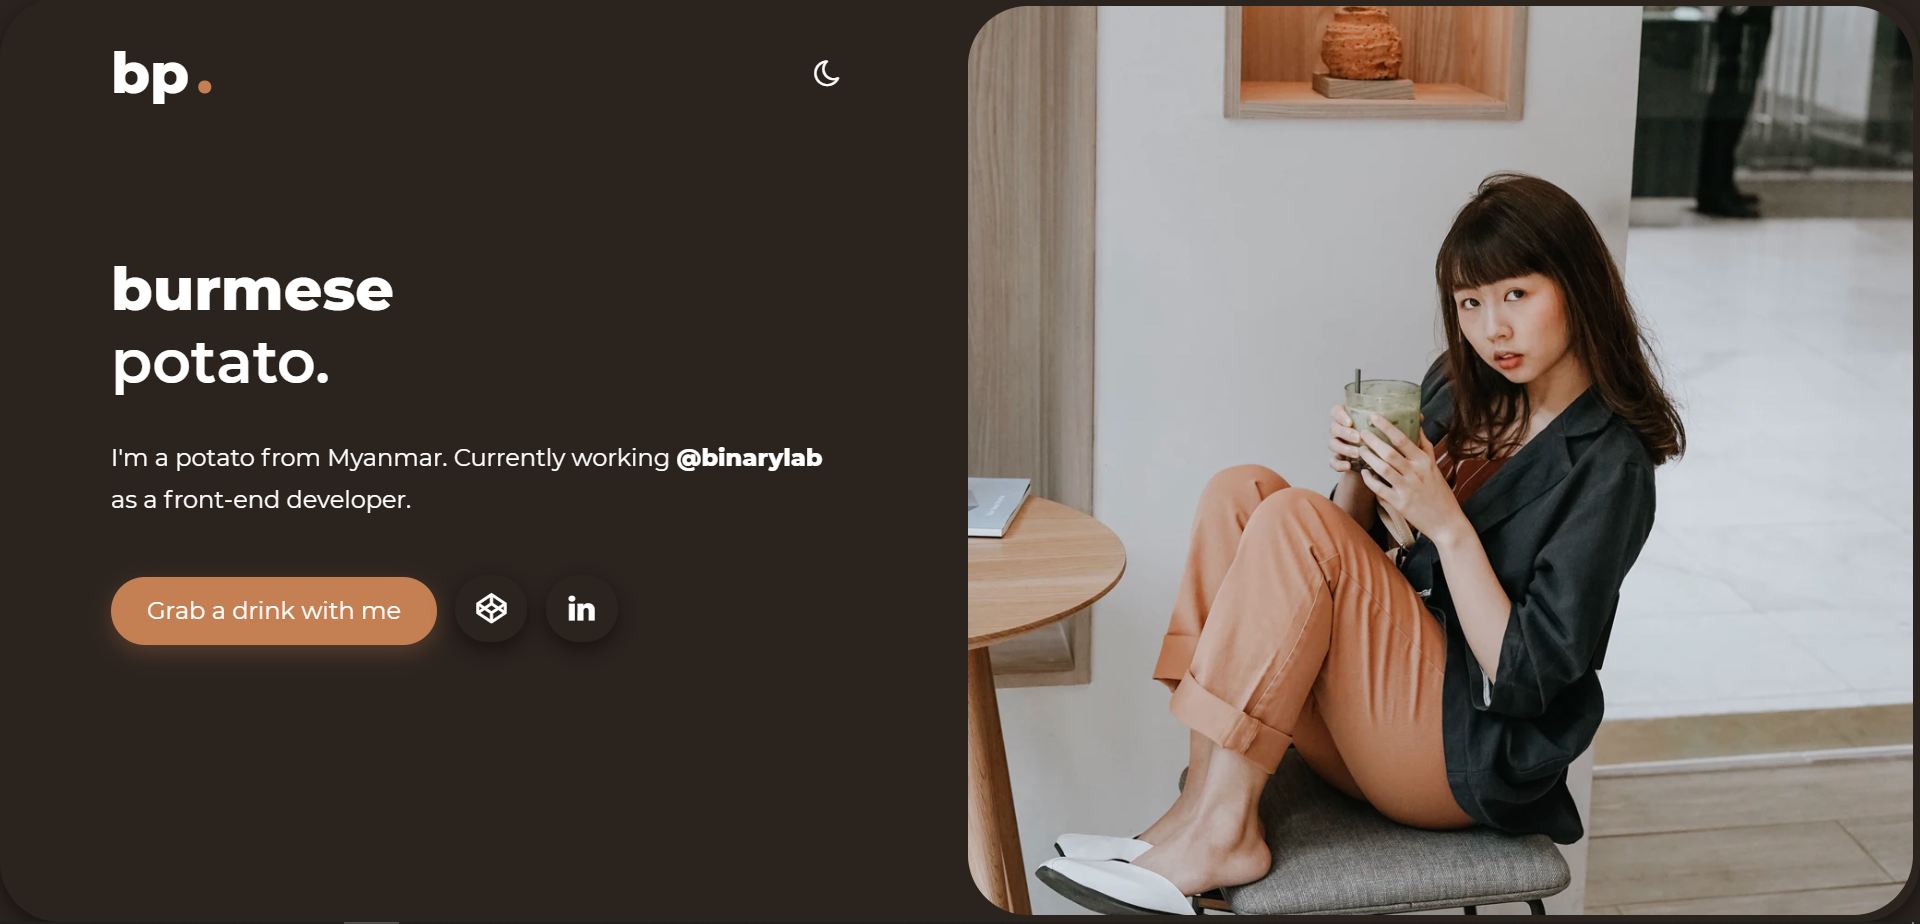 bp.
burmese
potato.
I'm a potato from Myanmar. Currently working @binarylab
as a front-end developer.
Grab a drink with me
in